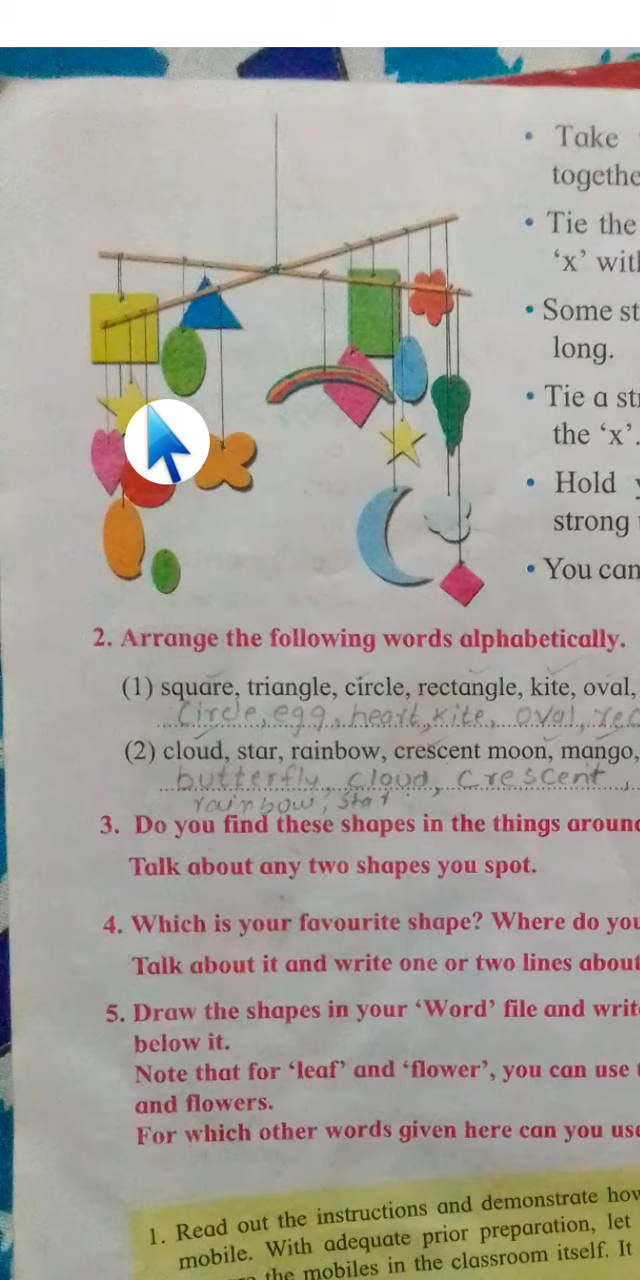 • Take
togethe
• Tie the
‘x’ with
• Some st
long.
• Tie a str
the ‘x’.
• Hold
strong
• You can
2. Arrange the following words alphabetically.
(1) square, triangle, circle, rectangle, kite, oval,
Circle, egg, heart, kite, oval, rec
(2) cloud, star, rainbow, crescent moon, mango,
butterfly, cloud, crescent,
rainbow, star
3. Do you find these shapes in the things around
Talk about any two shapes you spot.
4. Which is your favourite shape? Where do you
Talk about it and write one or two lines about
5. Draw the shapes in your ‘Word’ file and write
below it.
Note that for ‘leaf’ and ‘flower’, you can use
and flowers.
For which other words given here can you use
1. Read out the instructions and demonstrate how
mobile. With adequate prior preparation, let
the mobiles in the classroom itself. It